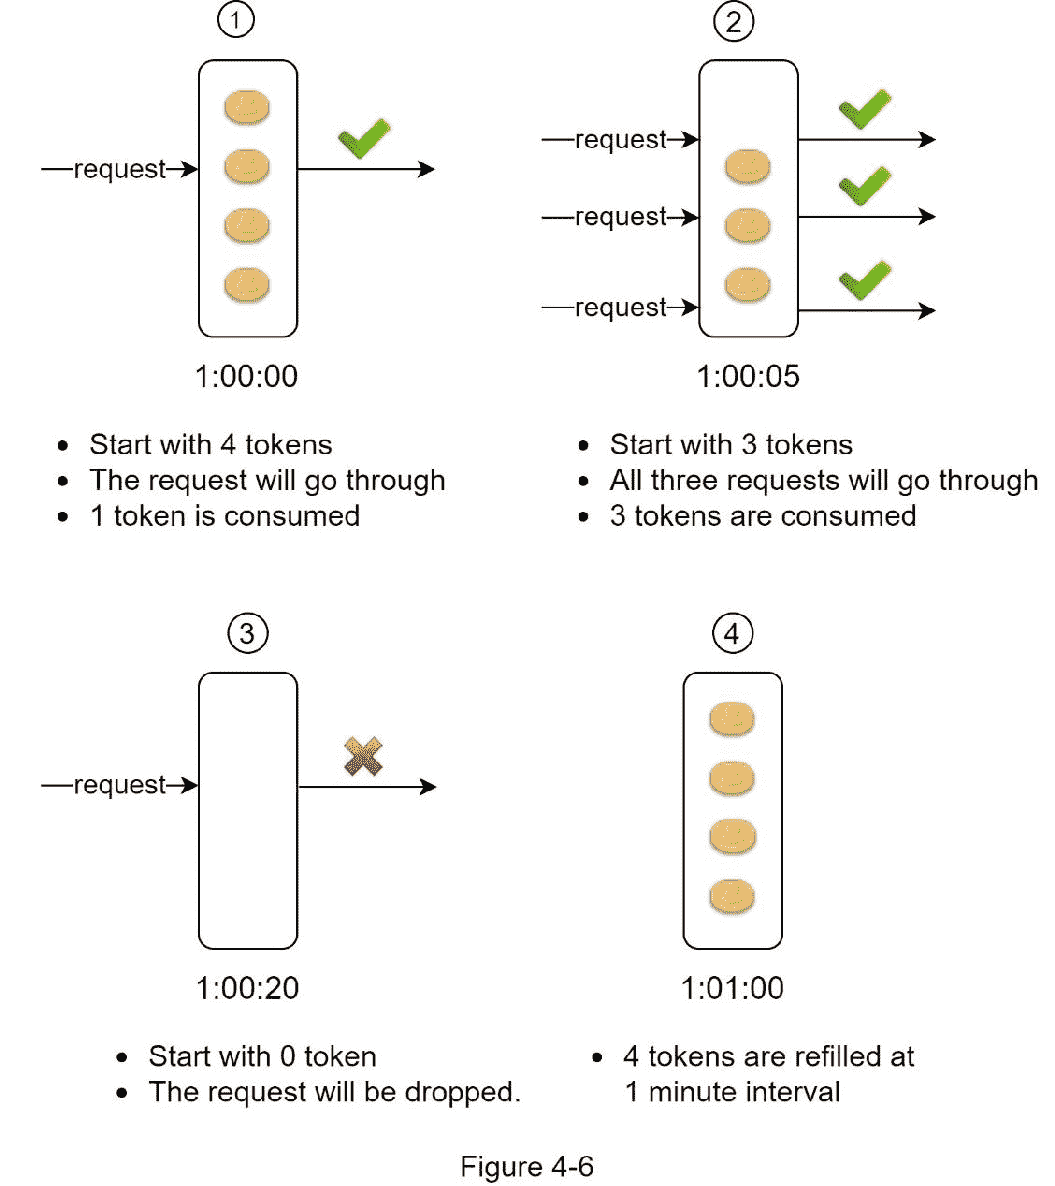 1
request
1:00:00
• Start with 4 tokens
• The request will go through
• 1 token is consumed
2
request
request
request
1:00:05
• Start with 3 tokens
• All three requests will go through
• 3 tokens are consumed
3
request
1:00:20
• Start with 0 token
• The request will be dropped.
4
1:01:00
• 4 tokens are refilled at
1 minute interval
Figure 4-6